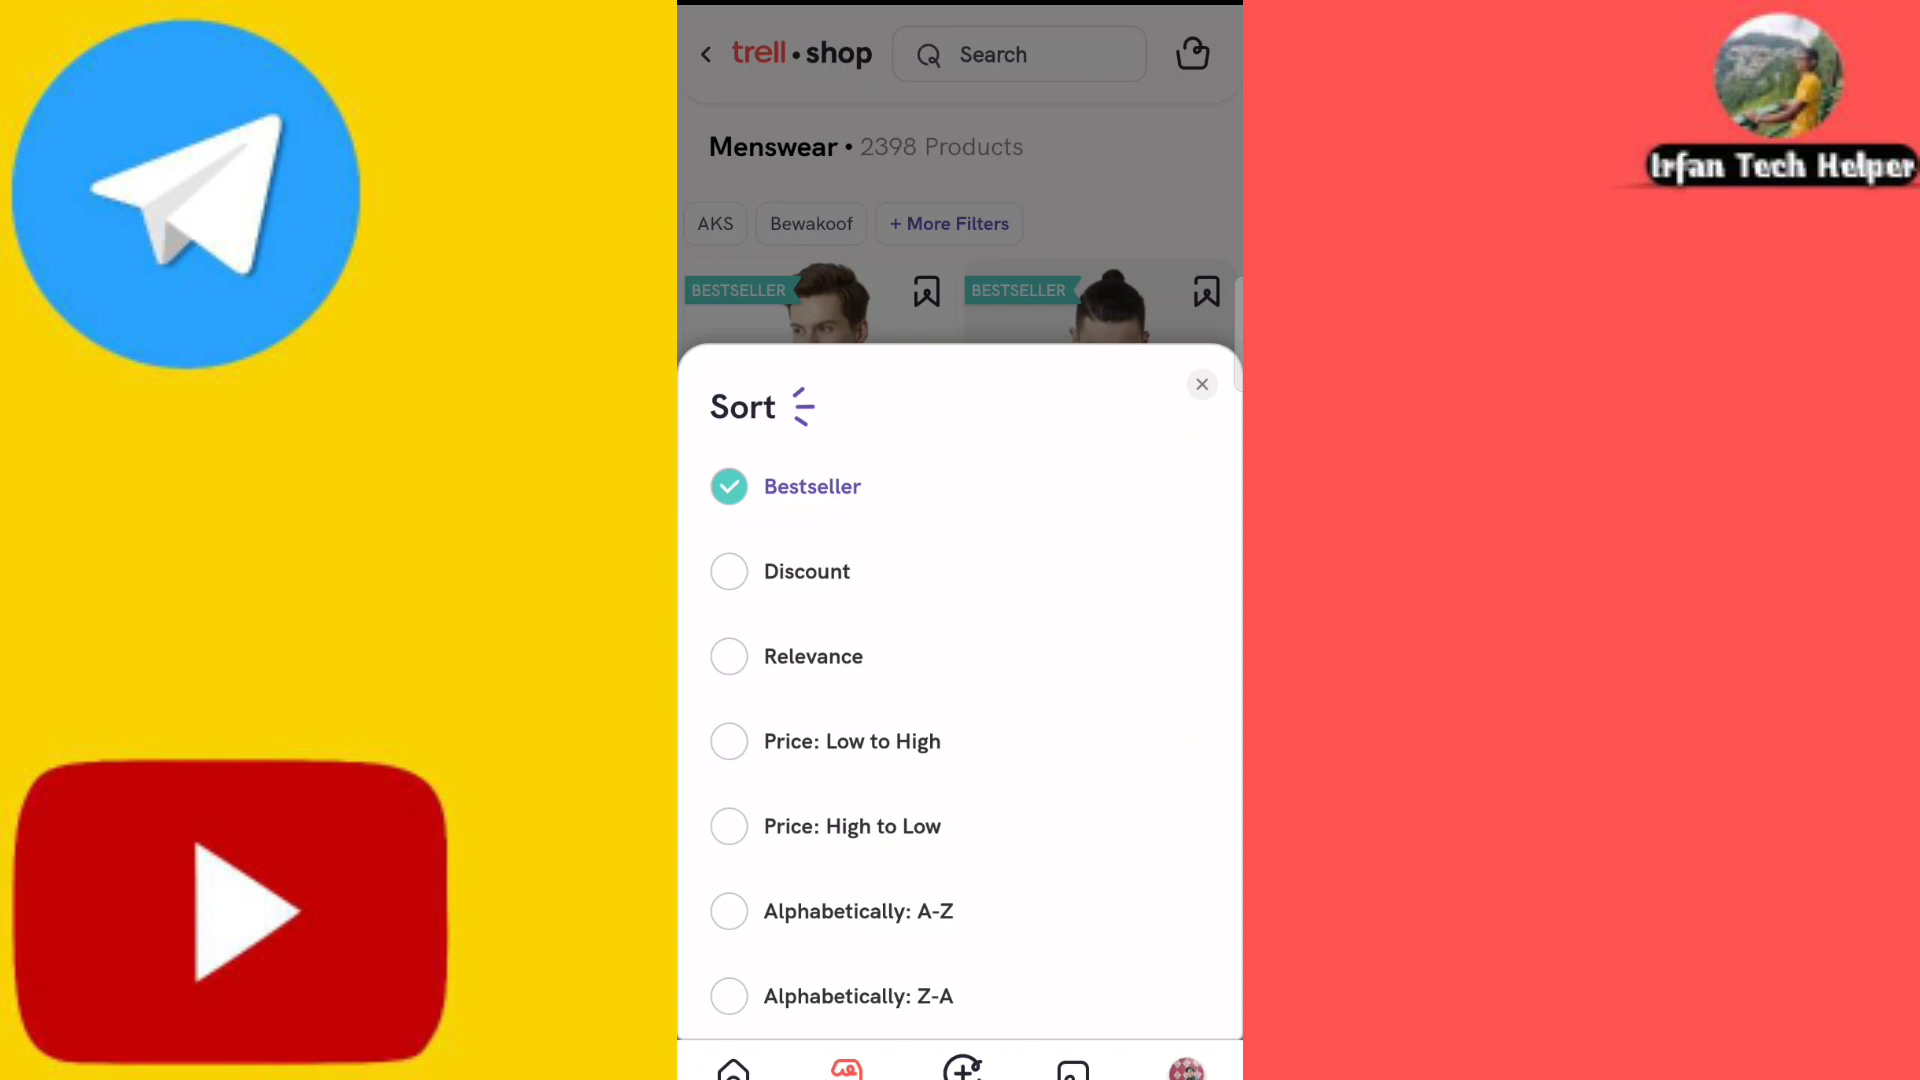 trell • shop
Search
Menswear • 2398 Products
AKS
Bewakoof
+ More Filters
BESTSELLER
BESTSELLER
Sort
Bestseller
Discount
Relevance
Price: Low to High
Price: High to Low
Alphabetically: A-Z
Alphabetically: Z-A
Irfan Tech Helper